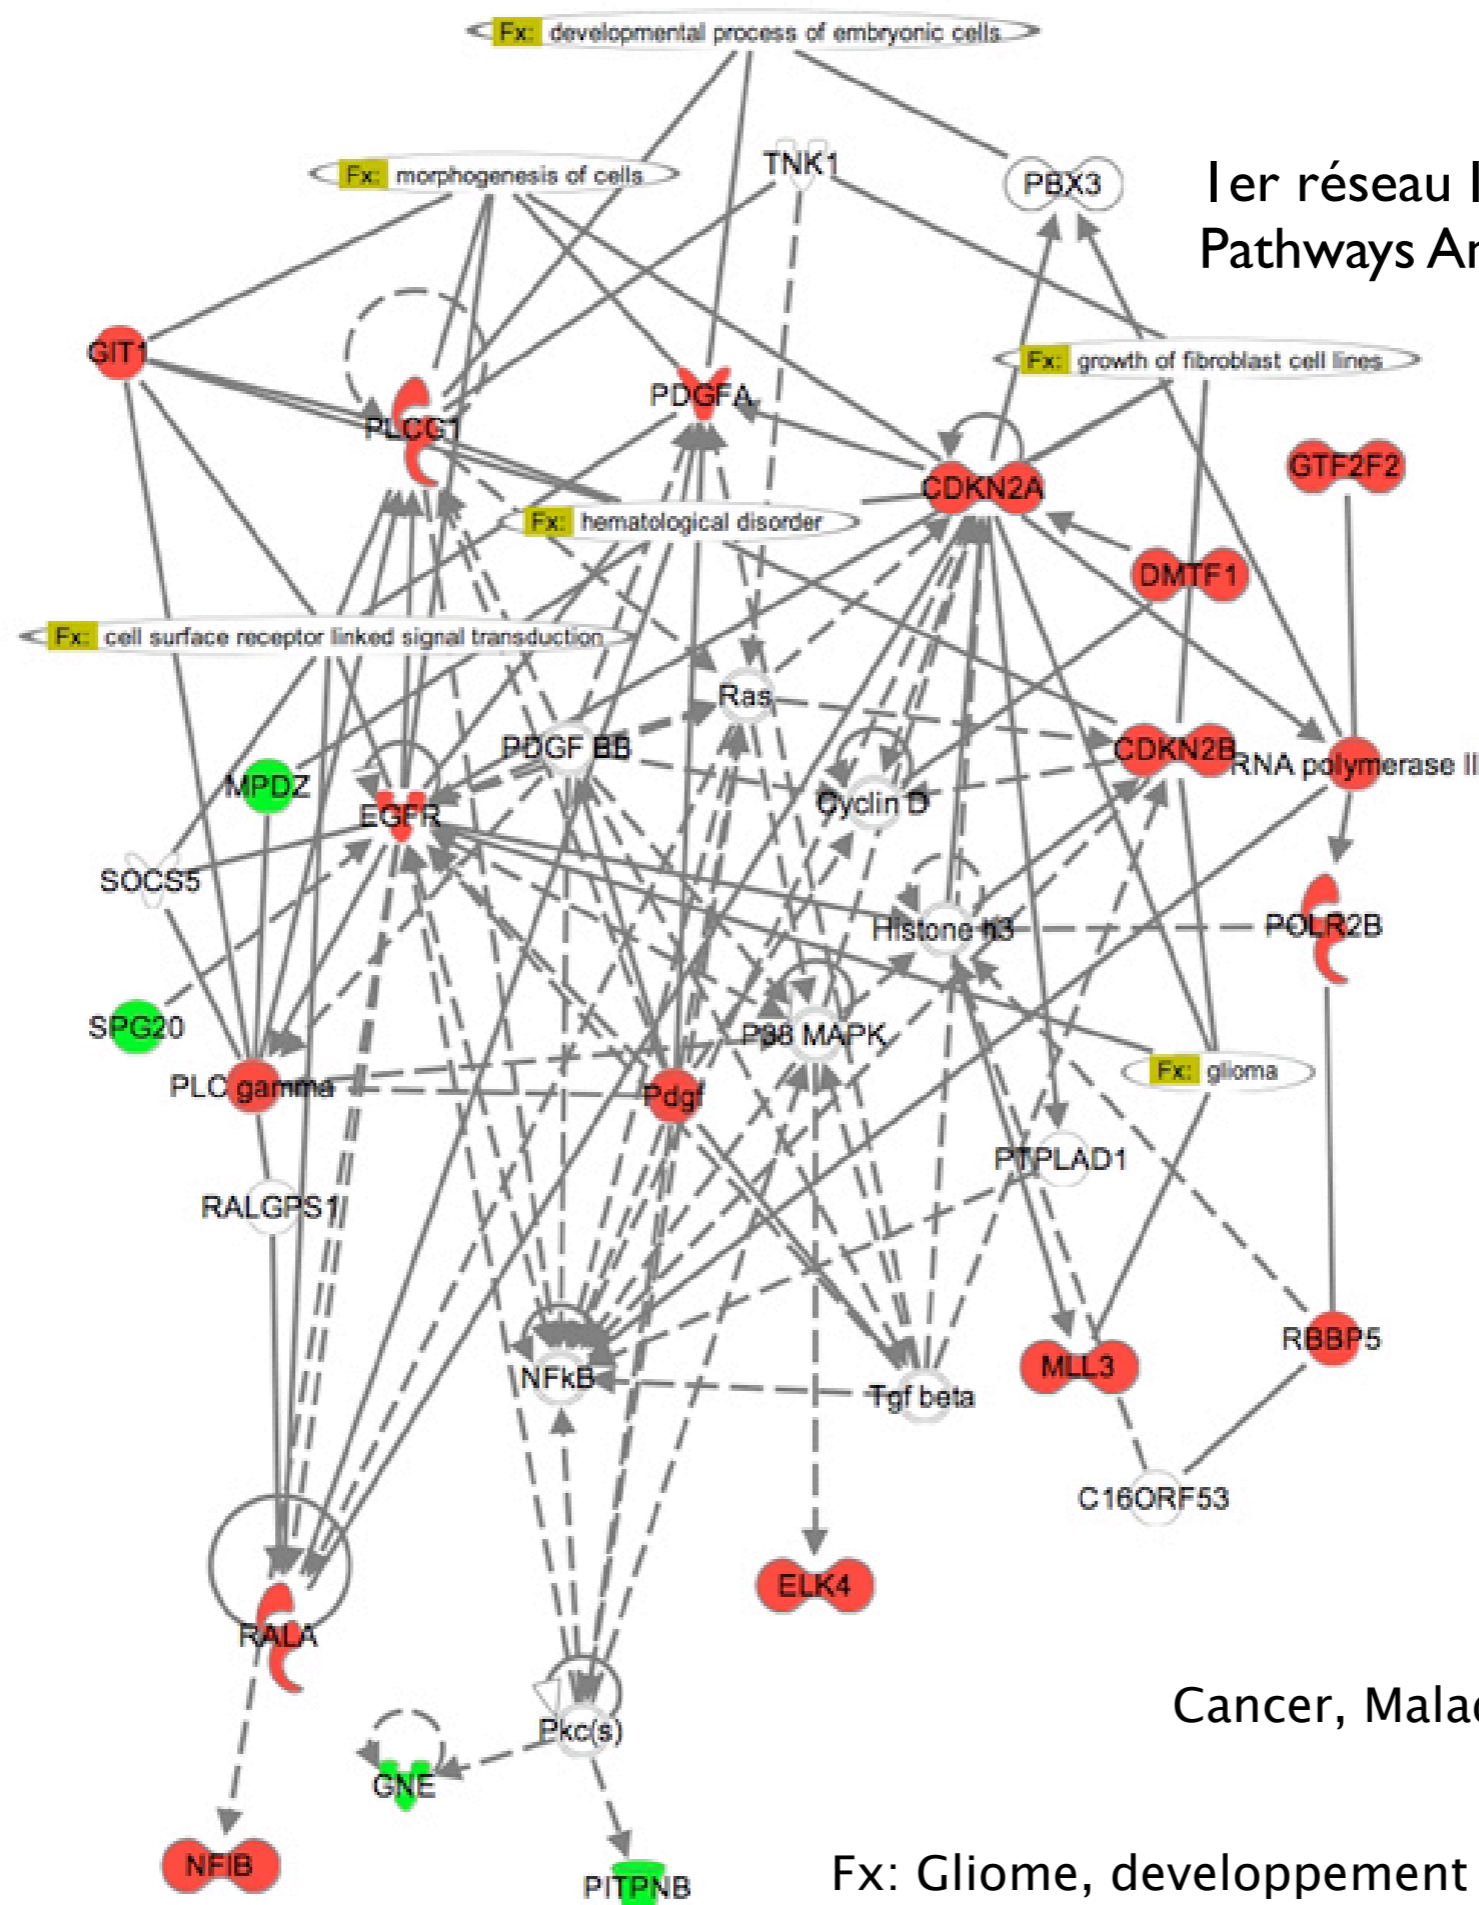 Fx: developmental process of embryonic cells
TNK1
Fx: morphogenesis of cells
PBX3
1er réseau
Pathways
GIT1
Fx: growth of fibroblast cell lines
PDGFA
PLCG1
GTF2F2
CDKN2A
Fx: hematological disorder
DMTF1
Fx: cell surface receptor linked signal transduction
Ras
PDGF BB
CDKN2B
RNA polymerase II
MPDZ
Cyclin D
EGFR
SOCS5
POLR2B
Histone h3
SPG20
P38 MAPK
Fx: glioma
PLC gamma
Pdgf
PTPLAD1
RALGPS1
RBBP5
MLL3
NFkB
Tgf beta
C16ORF53
ELK4
RALA
Cancer,
Pkc(s)
GNE
NFIB
PITPNB
Fx: Gliome, developpement